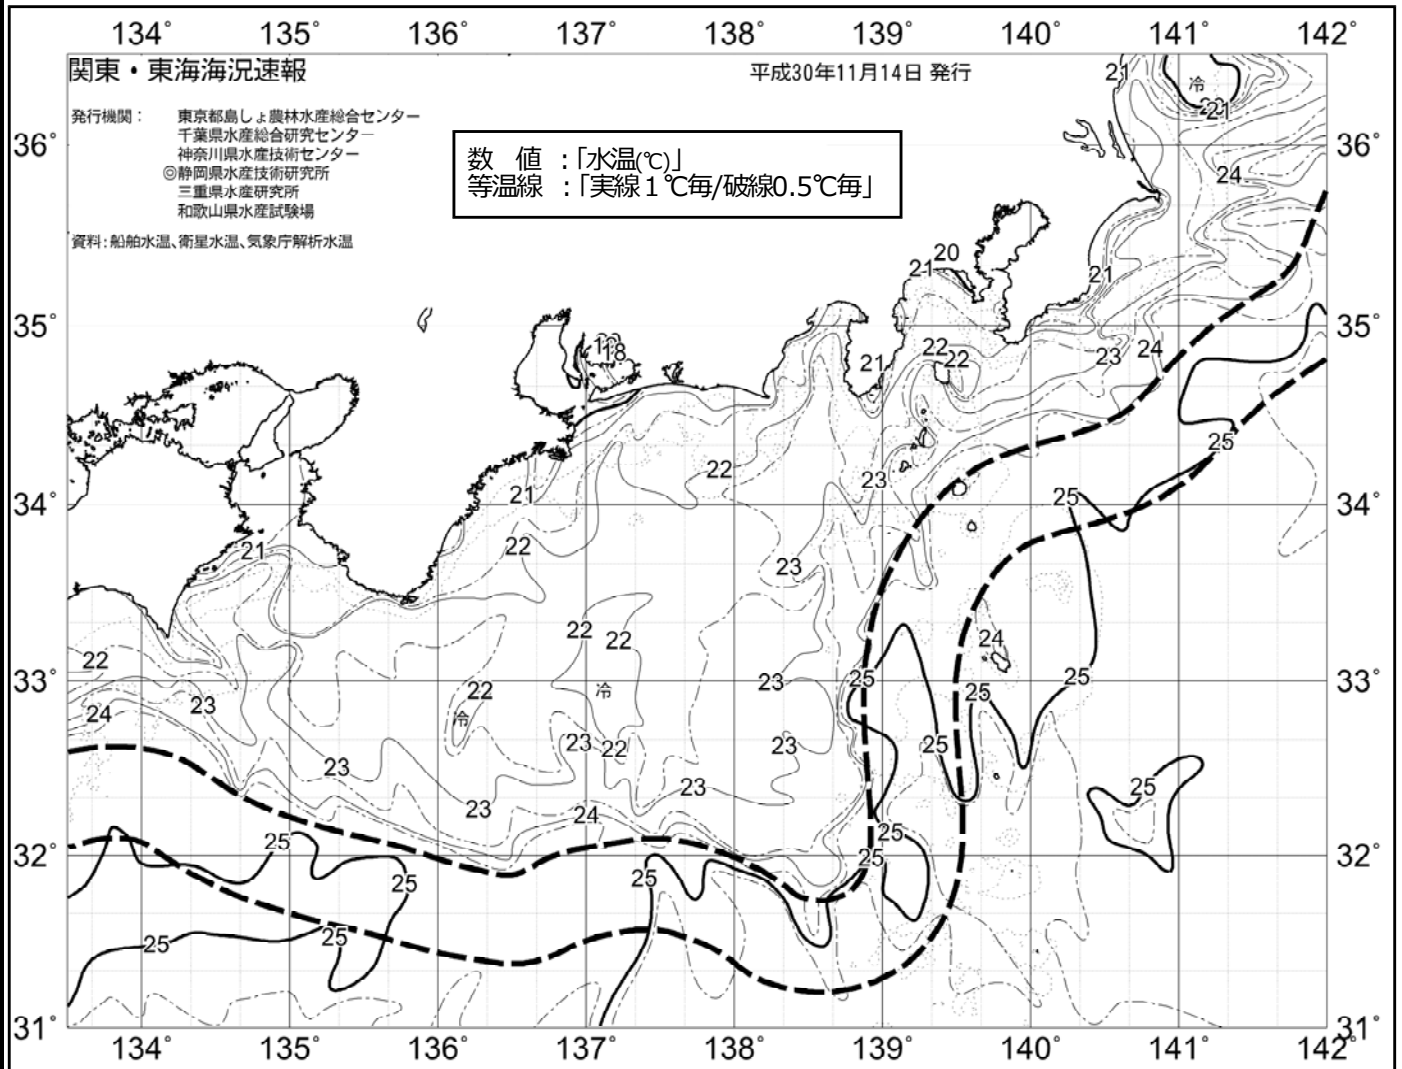 134° 135° 136° 137° 138° 139° 140° 141° 142°
関東・東海海況速報
平成30年11月14日 発行
発行機関： 東京都島しょ農林水産総合センター
千葉県水産総合研究センター
神奈川県水産技術センター
◎静岡県水産技術研究所
三重県水産研究所
和歌山県水産試験場
資料：船舶水温、衛星水温、気象庁解析水温
数 値 ：「水温(℃)」
等温線 ：「実線１℃毎/破線0.5℃毎」
21
冷
21
36° 36°
24
20
21 21
35° 35°
18
22 23 24
21 22
25
22
23
21 25
34° 34°
22
21
23
22 22 24
22
33° 23 25 25 33°
22 冷 25
24 23
冷
23 22 23 25
23 23 25
23 24
25 25
32° 25 32°
25 25
25 25
31° 31°
134° 135° 136° 137° 138° 139° 140° 141° 142°